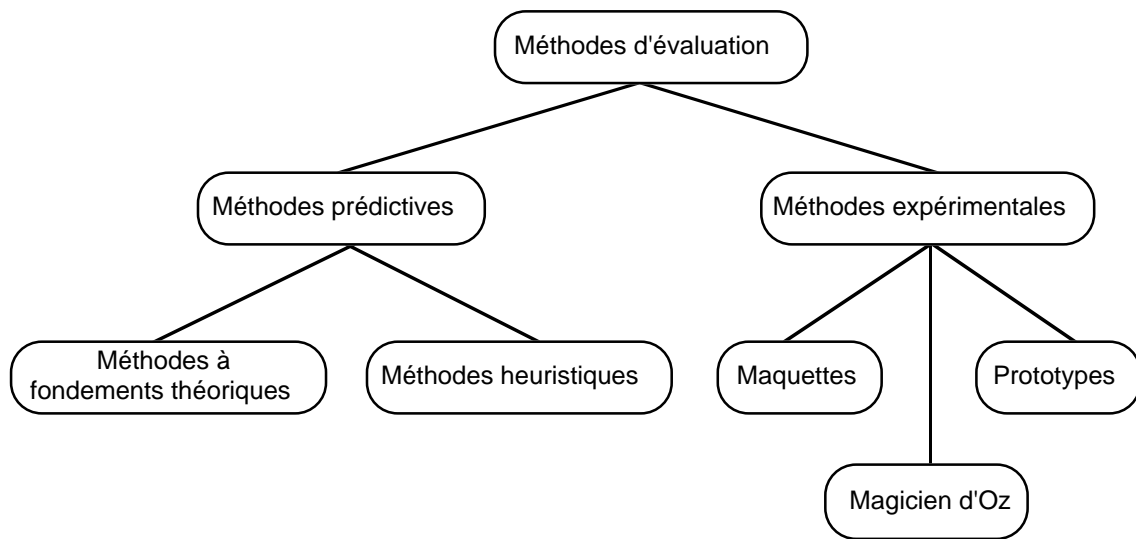 Méthodes d'évaluation
Méthodes prédictives
Méthodes expérimentales
Méthodes à
fondements théoriques
Méthodes heuristiques
Maquettes
Prototypes
Magicien d'Oz